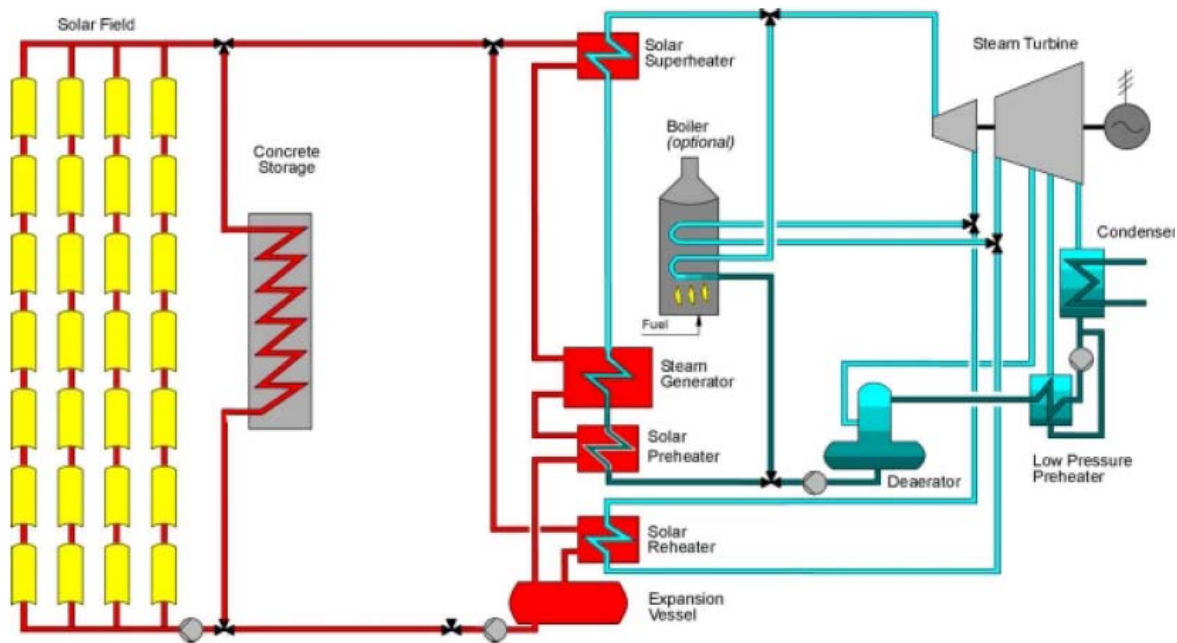 Solar Field
Solar
Superheater
Steam Turbine
Boiler
(optional)
Concrete
Storage
Condenser
Fuel
Steam
Generator
Solar
Preheater
Deaerator
Low Pressure
Preheater
Solar
Reheater
Expansion
Vessel